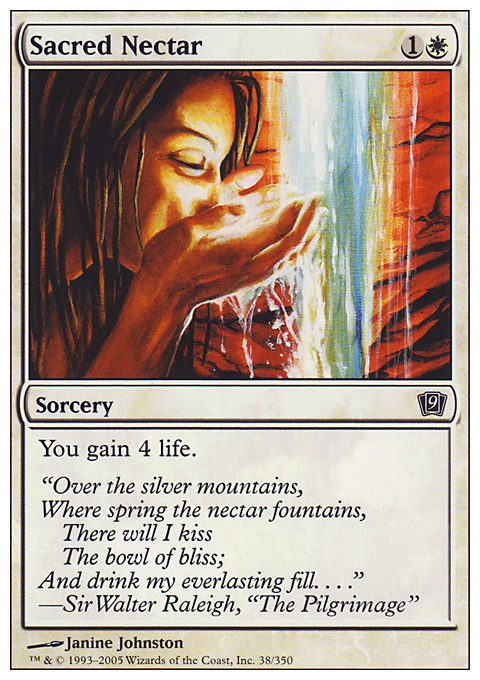 Sacred Nectar
1
Sorcery
9
You gain 4 life.
“Over the silver mountains,
Where spring the nectar fountains,
There will I kiss
The bowl of bliss;
And drink my everlasting fill. . . .”
—Sir Walter Raleigh, “The Pilgrimage”
Janine Johnston
™ & © 1993–2005 Wizards of the Coast, Inc. 38/350